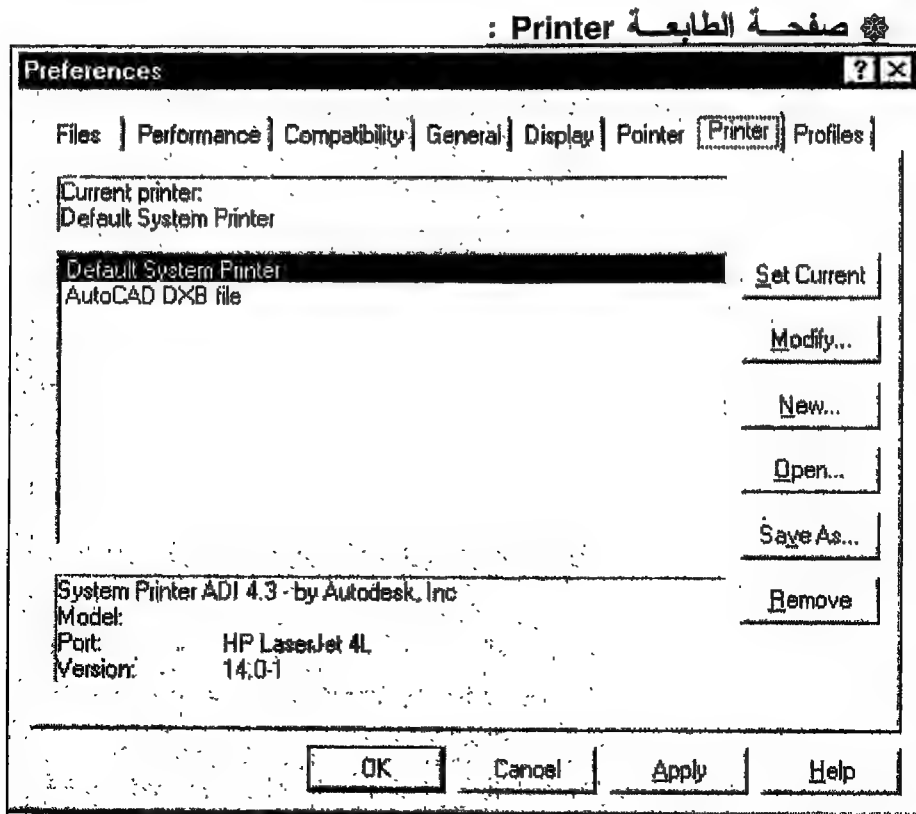 صفحة الطابعة Printer :
Preferences
Files Performance Compatibility General Display Pointer Printer Profiles
Current printer:
Default System Printer
Default System Printer
AutoCAD DXB file
Set Current
Modify...
New...
Open...
Save As...
Remove
System Printer ADI 4.3 - by Autodesk, Inc
Model:
Port: HP LaserJet 4L
Version: 14.0-1
OK Cancel Apply Help